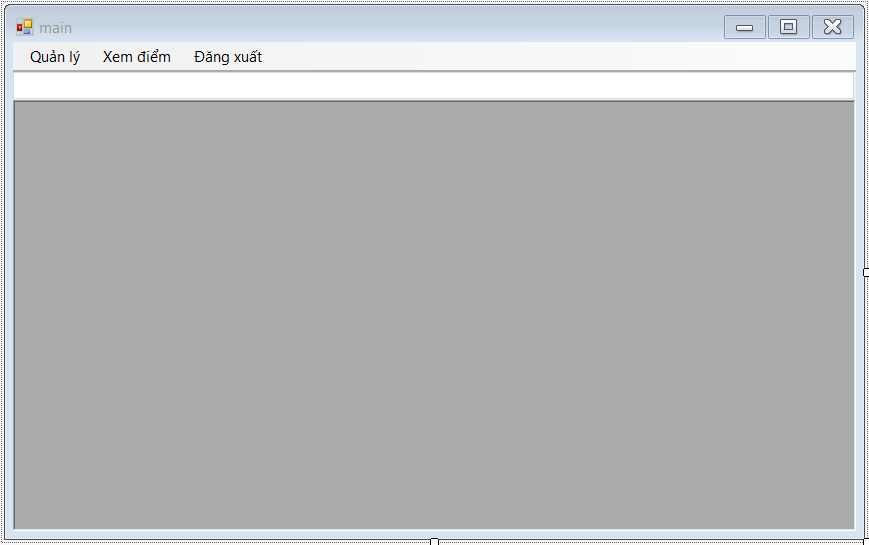 main
Quản lý Xem điểm Đăng xuất